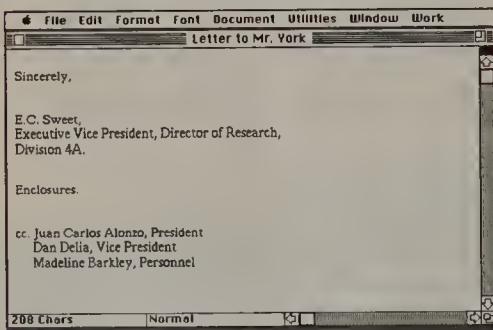 File Edit Format Font Document Utilities Window Work
Letter to Mr. York
Sincerely,
E.C. Sweet,
Executive Vice President, Director of Research,
Division 4A.
Enclosures.
cc. Juan Carlos Alonzo, President
Dan Delia, Vice President
Madeline Barkley, Personnel
208 Chars Normal